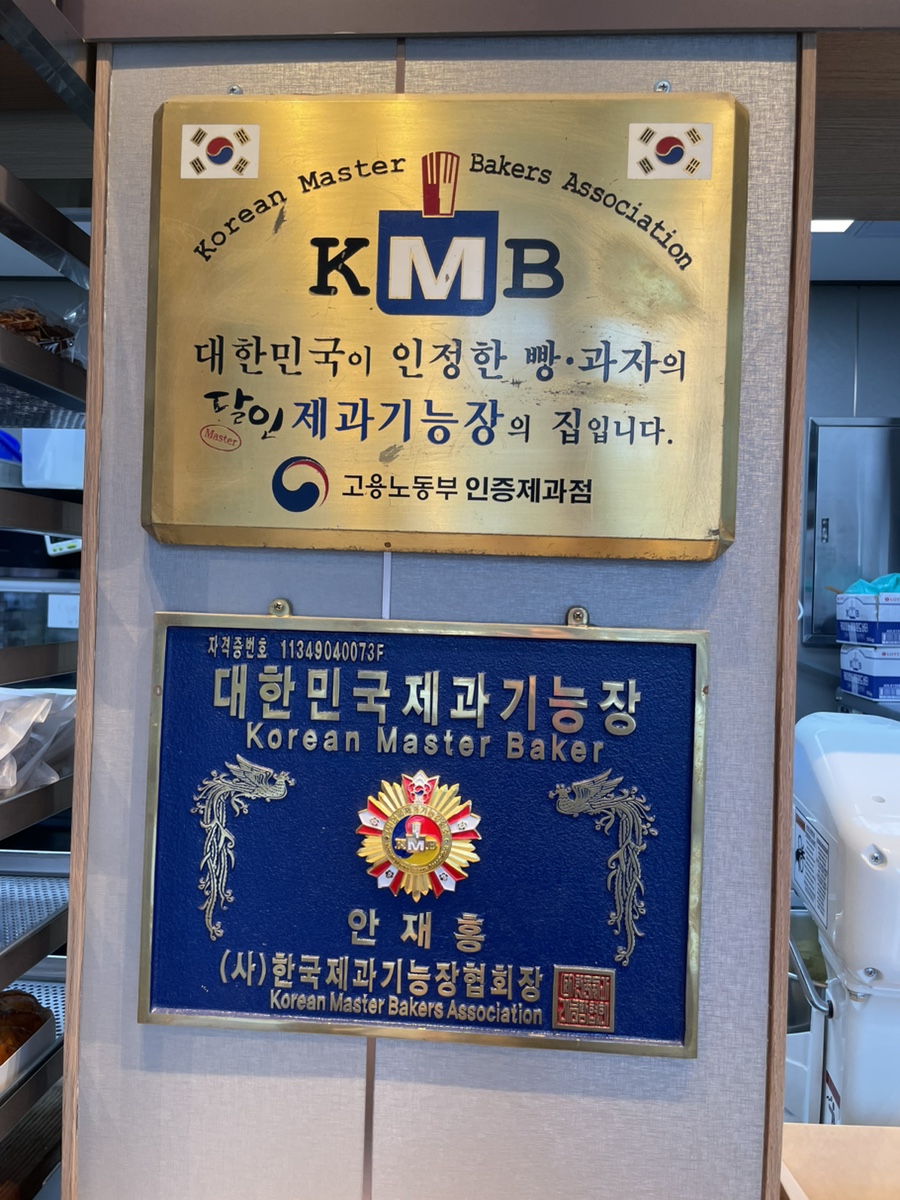 Korean Master Bakers Association
KMB
대한민국이 인정한 빵·과자의
달인 제과기능장의 집입니다.
Master
고용노동부 인증제과점
자격증번호 11349040073F
대한민국제과기능장
Korean Master Baker
KMB
안재홍
(사)한국제과기능장협회장
Korean Master Bakers Association